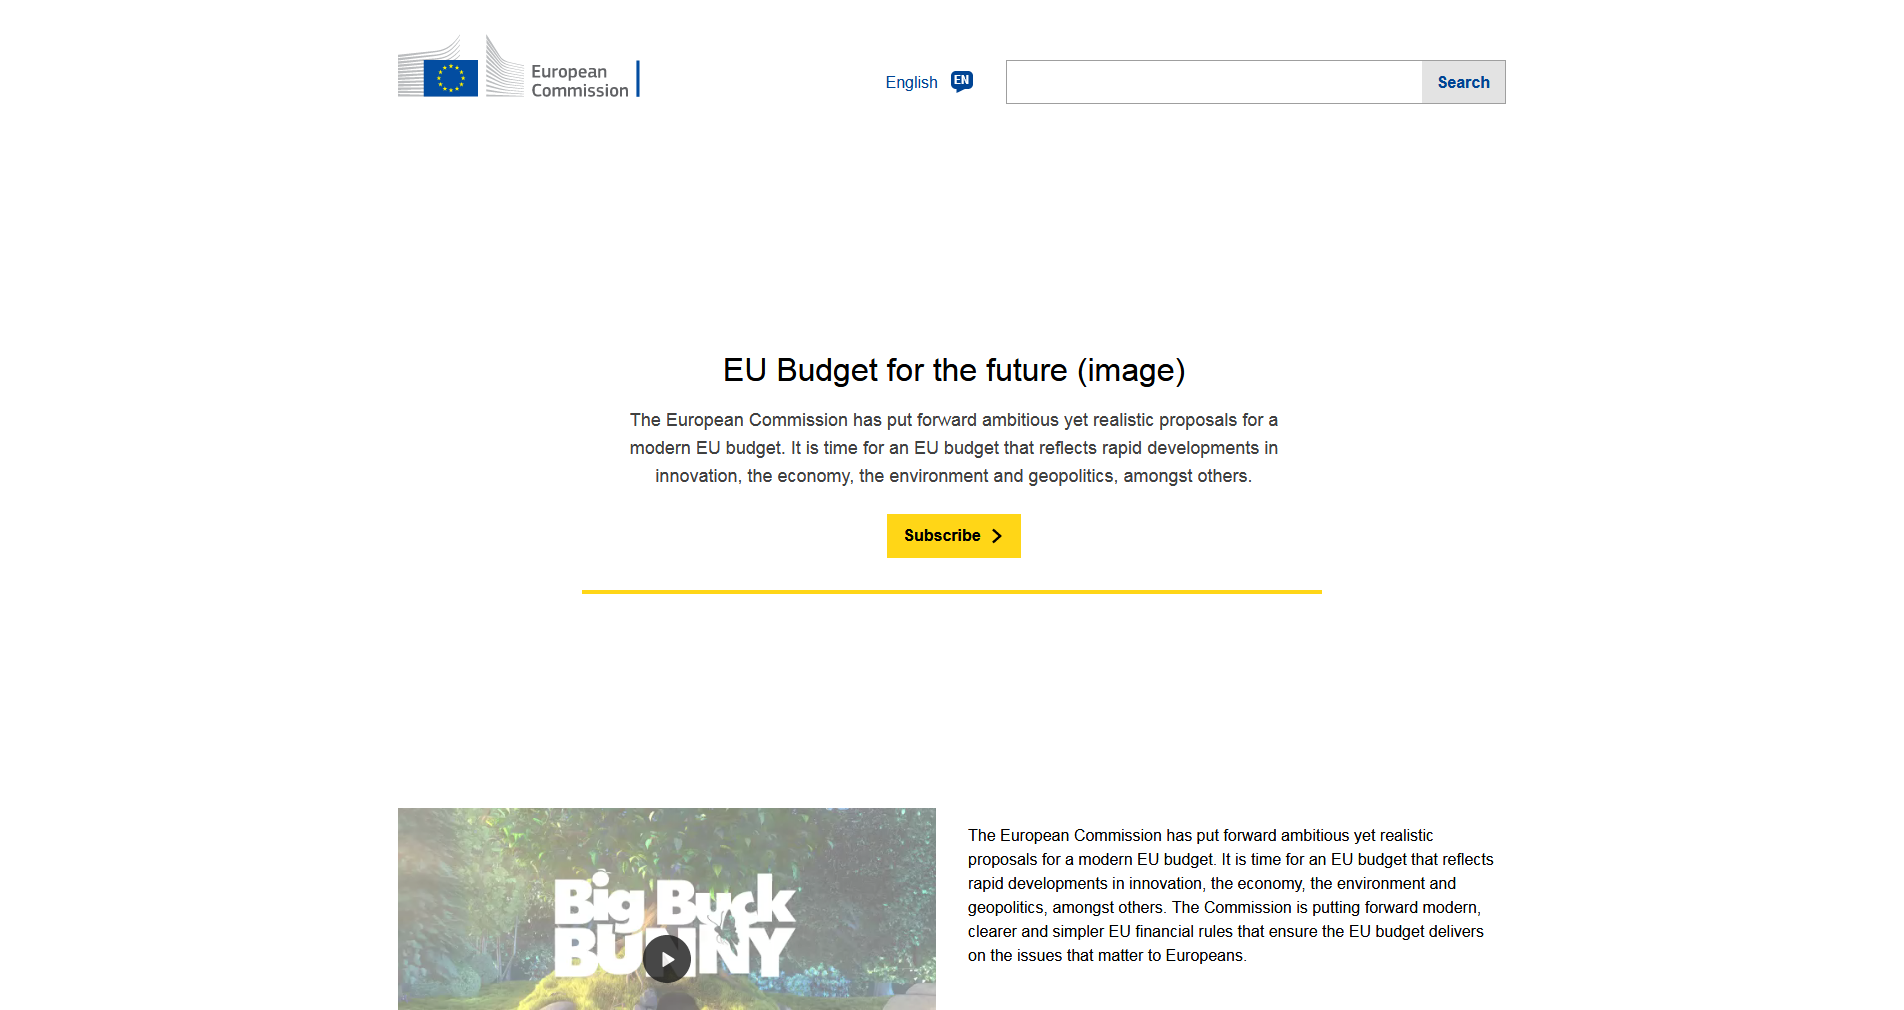 European
Commission
English EN
Search
EU Budget for the future (image)
The European Commission has put forward ambitious yet realistic proposals for a
modern EU budget. It is time for an EU budget that reflects rapid developments in
innovation, the economy, the environment and geopolitics, amongst others.
Subscribe
Big Buck
BUNNY
The European Commission has put forward ambitious yet realistic
proposals for a modern EU budget. It is time for an EU budget that reflects
rapid developments in innovation, the economy, the environment and
geopolitics, amongst others. The Commission is putting forward modern,
clearer and simpler EU financial rules that ensure the EU budget delivers
on the issues that matter to Europeans.